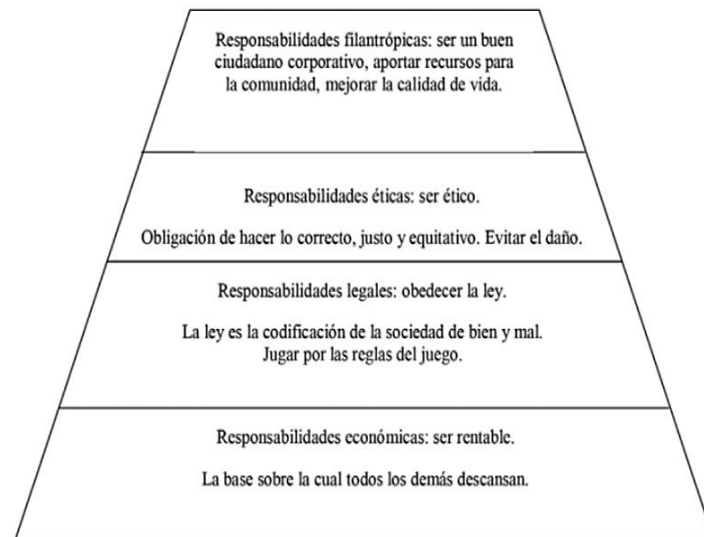 Responsabilidades filantrópicas: ser un buen
ciudadano corporativo, aportar recursos para
la comunidad, mejorar la calidad de vida.
Responsabilidades éticas: ser ético.
Obligación de hacer lo correcto, justo y equitativo. Evitar el daño.
Responsabilidades legales: obedecer la ley.
La ley es la codificación de la sociedad de bien y mal.
Jugar por las reglas del juego.
Responsabilidades económicas: ser rentable.
La base sobre la cual todos los demás descansan.